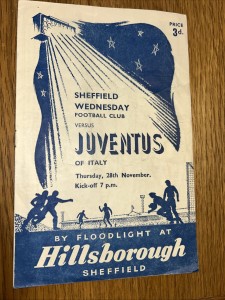 PRICE
3d.
SHEFFIELD
WEDNESDAY
FOOTBALL CLUB
VERSUS
JUVENTUS
OF ITALY
Thursday, 28th November.
Kick-off 7 p.m.
BY FLOODLIGHT AT
Hillsborough
SHEFFIELD